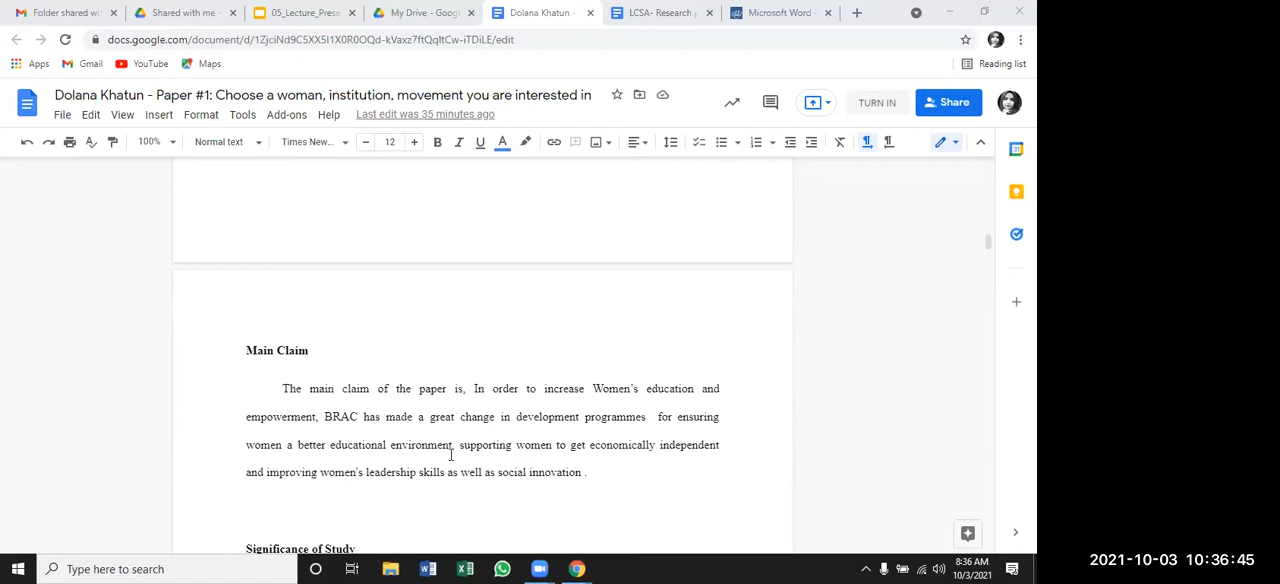 Folder shared wit
Shared with me -
05_Lecture_Prese
My Drive - Googl
Dolana Khatun -
LCSA- Research p
Microsoft Word -
docs.google.com/document/d/1ZjciNd9C5XX5I1X0R0OQd-kVaxz7ftQqItCw-iTDiLE/edit
Apps
Gmail
YouTube
Maps
Reading list
Dolana Khatun - Paper #1: Choose a woman, institution, movement you are interested in
File Edit View Insert Format Tools Add-ons Help Last edit was 35 minutes ago
TURN IN
Share
100% Normal text Times New... 12 B I U A
Main Claim
The main claim of the paper is, In order to increase Women's education and
empowerment, BRAC has made a great change in development programmes for ensuring
women a better educational environment, supporting women to get economically independent
and improving women's leadership skills as well as social innovation .
Significance of Study
Type here to search
8:36 AM
10/3/2021
2021-10-03 10:36:45